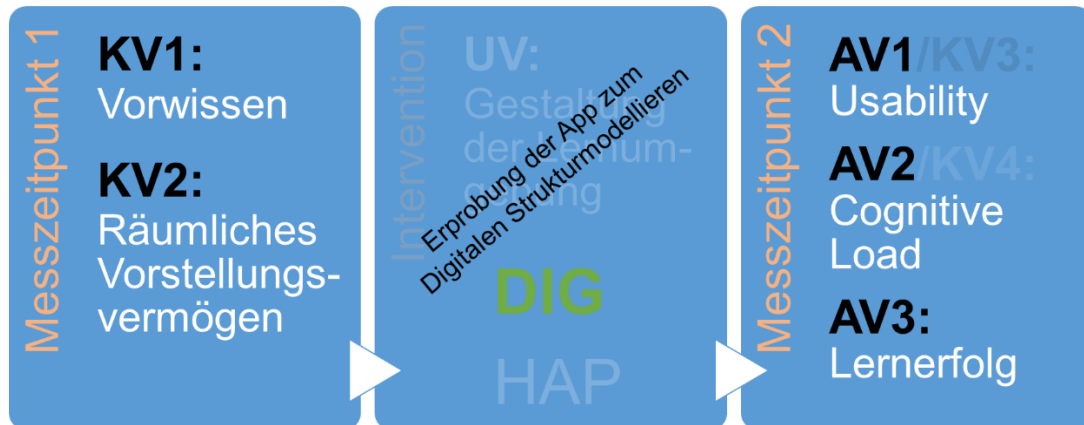 Messzeitpunkt 1
KV1:
Vorwissen
KV2:
Räumliches
Vorstellungs-
vermögen
Intervention
UV:
Gestaltung
der Lernum-
gebung
Erprobung der App zum
Digitalen Strukturmodellieren
DIG
HAP
Messzeitpunkt 2
AV1/KV3:
Usability
AV2/KV4:
Cognitive
Load
AV3:
Lernerfolg